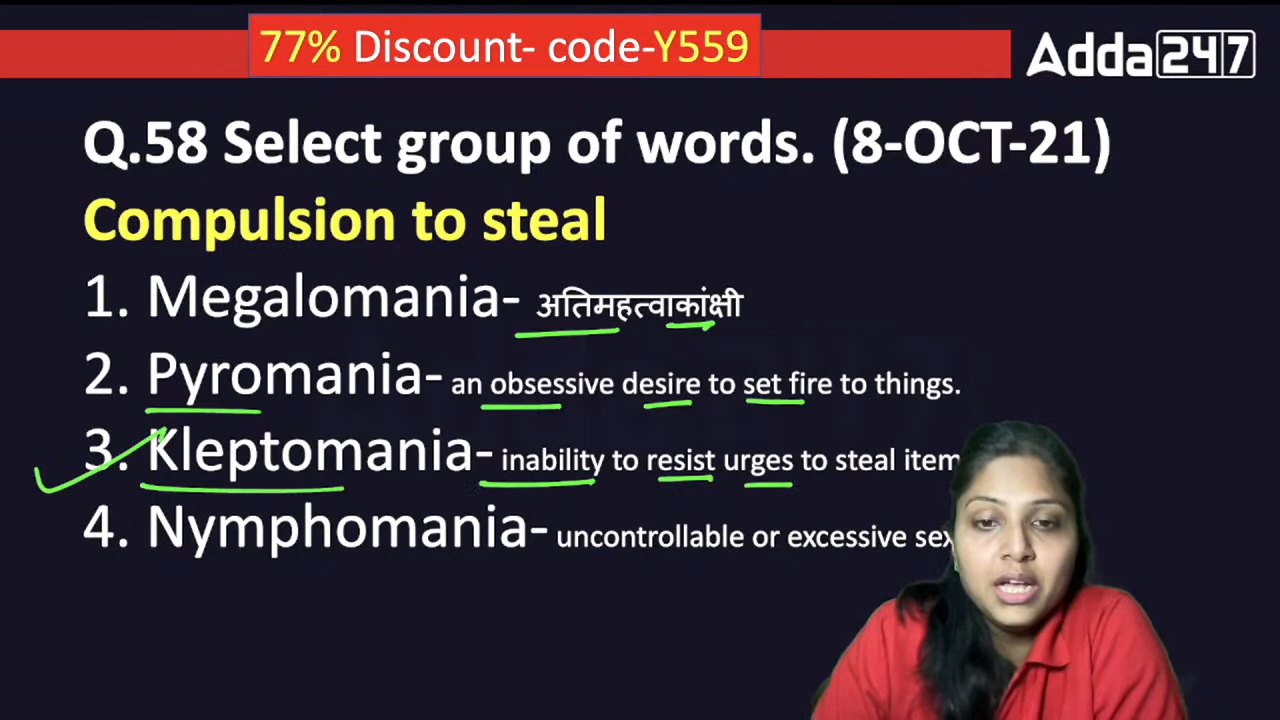 77% Discount- code-Y559
Adda247
Q.58 Select group of words. (8-OCT-21)
Compulsion to steal
1. Megalomania- अतिमहत्वाकांक्षी
2. Pyromania- an obsessive desire to set fire to things.
3. Kleptomania- inability to resist urges to steal item
4. Nymphomania- uncontrollable or excessive sex